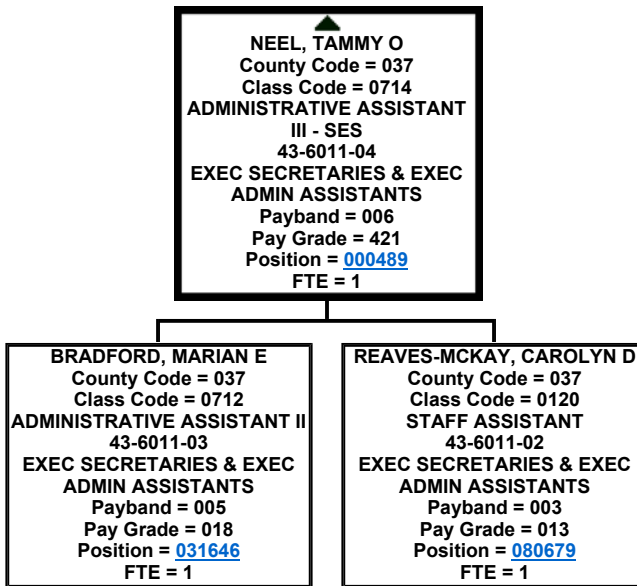 NEEL, TAMMY O
County Code = 037
Class Code = 0714
ADMINISTRATIVE ASSISTANT
III - SES
43-6011-04
EXEC SECRETARIES & EXEC
ADMIN ASSISTANTS
Payband = 006
Pay Grade = 421
Position = 000489
FTE = 1
BRADFORD, MARIAN E
County Code = 037
Class Code = 0712
ADMINISTRATIVE ASSISTANT II
43-6011-03
EXEC SECRETARIES & EXEC
ADMIN ASSISTANTS
Payband = 005
Pay Grade = 018
Position = 031646
FTE = 1
REAVES-MCKAY, CAROLYN D
County Code = 037
Class Code = 0120
STAFF ASSISTANT
43-6011-02
EXEC SECRETARIES & EXEC
ADMIN ASSISTANTS
Payband = 003
Pay Grade = 013
Position = 080679
FTE = 1